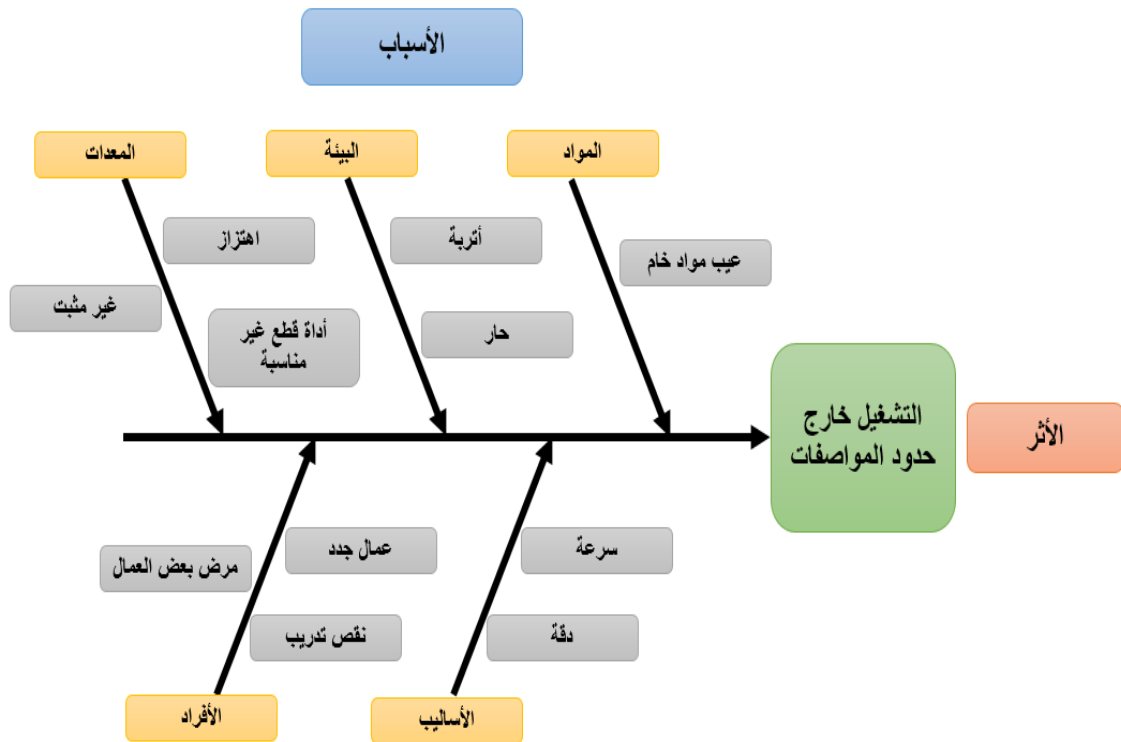 الأسباب
المواد
البيئة
المعدات
عيب مواد خام
أتربة
حار
اهتزاز
غير مثبت
أداة قطع غير
مناسبة
الأثر
التشغيل خارج
حدود المواصفات
سرعة
دقة
عمال جدد
مرض بعض العمال
نقص تدريب
الأساليب
الأفراد